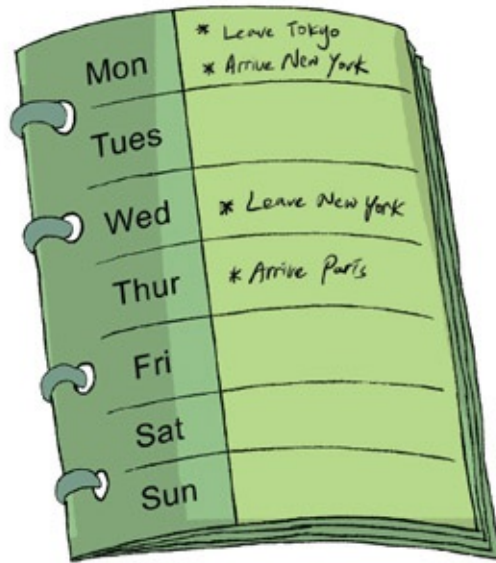 Mon
* Leave Tokyo
* Arrive New York
Tues
Wed
* Leave New York
Thur
* Arrive Paris
Fri
Sat
Sun